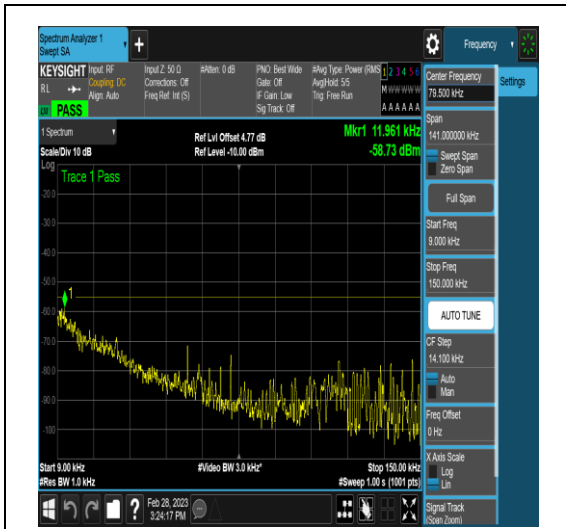 Spectrum Analyzer 1
Swept SA
+
Frequency
KEYSIGHT
RL
PASS
Input: RF
Coupling: DC
Align: Auto
Input Z: 50 Ω
Corrections: Off
Freq Ref: Int (S)
#Atten: 0 dB
PNO: Best Wide
Gate: Off
IF Gain: Low
Sig Track: Off
#Avg Type: Power (RMS
Avg|Hold: 5/5
Trig: Free Run
1 2 3 4 5 6
M W W W W W
A A A A A A
Center Frequency
79.500 kHz
Settings
Span
141.000000 kHz
Swept Span
Zero Span
Full Span
Start Freq
9.000 kHz
Stop Freq
150.000 kHz
AUTO TUNE
CF Step
14.100 kHz
Auto
Man
Freq Offset
0 Hz
X Axis Scale
Log
Lin
Signal Track
(Span Zoom)
1 Spectrum
Scale/Div 10 dB
Ref Lvl Offset 4.77 dB
Ref Level -10.00 dBm
Mkr1 11.961 kHz
-58.73 dBm
Log
Trace 1 Pass
-20.0
-30.0
-40.0
-50.0
1
-60.0
-70.0
-80.0
-90.0
-100
Start 9.00 kHz
#Res BW 1.0 kHz
#Video BW 3.0 kHz*
Stop 150.00 kHz
#Sweep 1.00 s (1001 pts)
?
Feb 28, 2023
3:24:17 PM